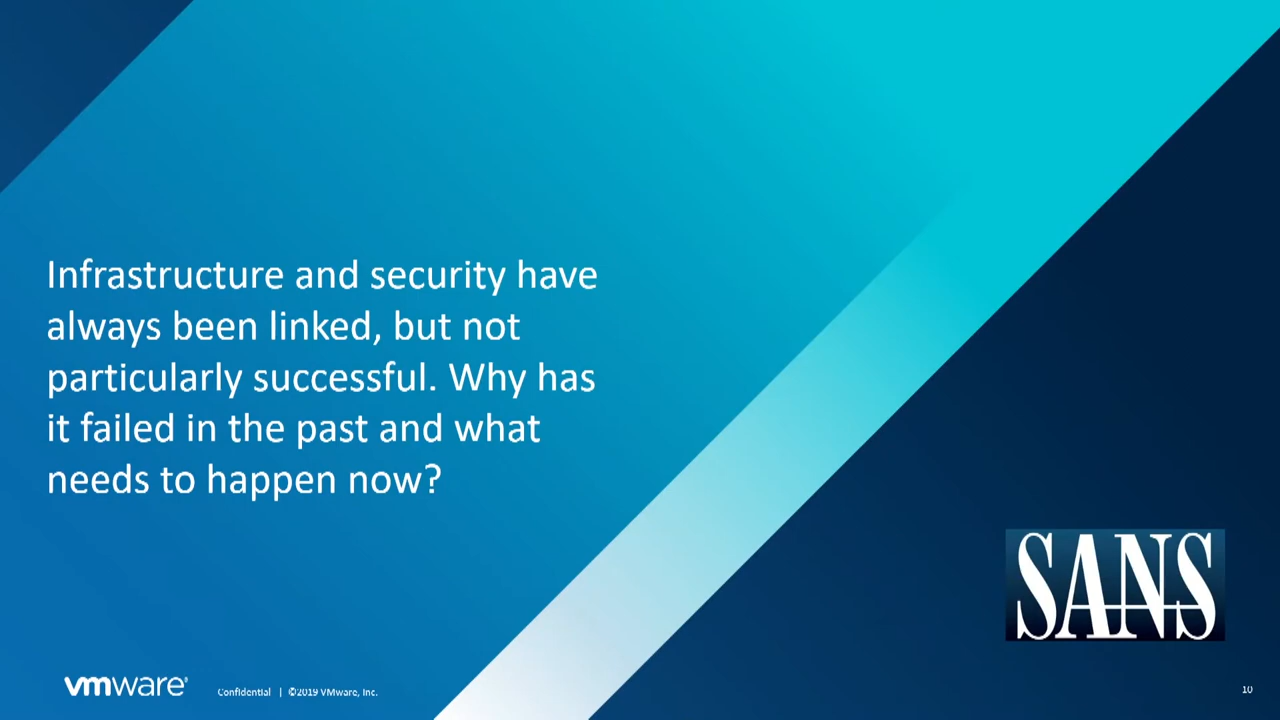 Infrastructure and security have
always been linked, but not
particularly successful. Why has
it failed in the past and what
needs to happen now?
SANS
vmware®
Confidential | ©2019 VMware, Inc.
10